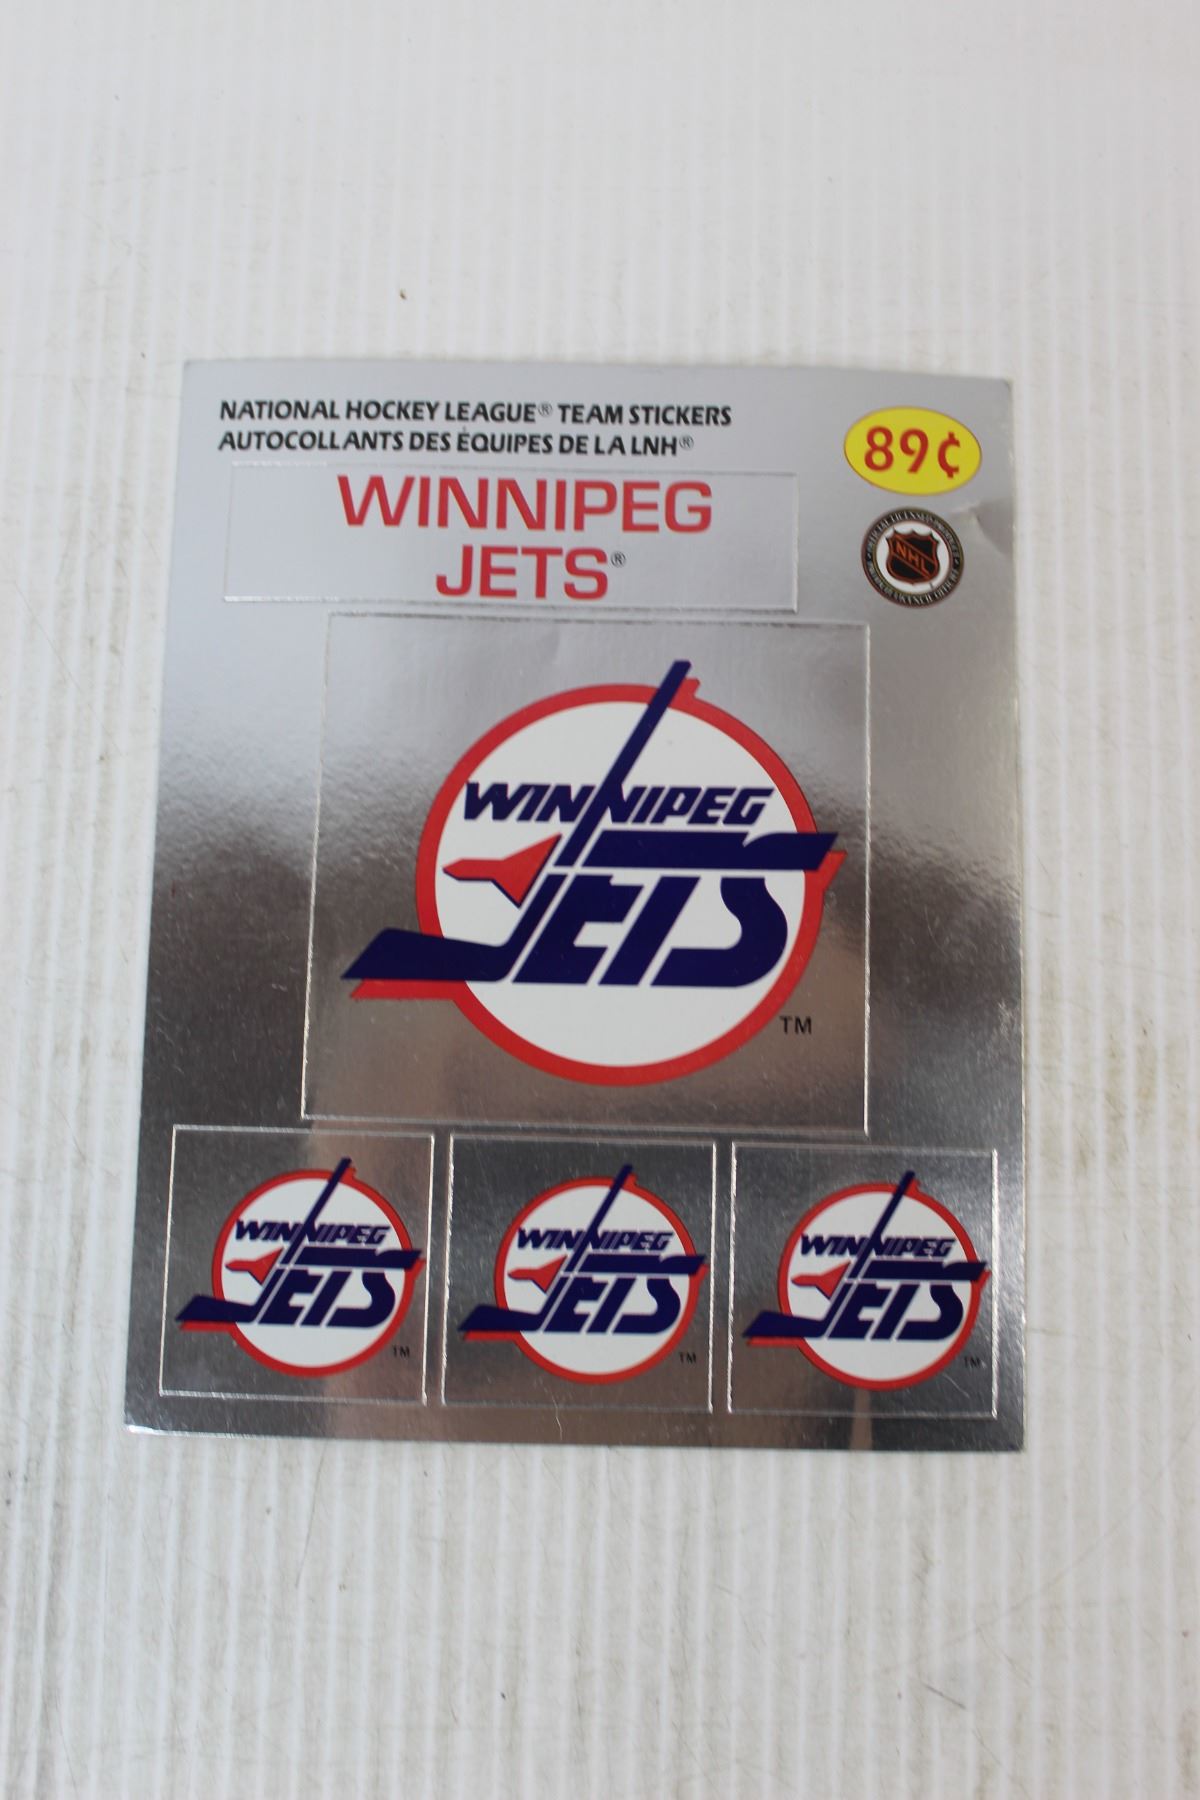 NATIONAL HOCKEY LEAGUE® TEAM STICKERS
AUTOCOLLANTS DES ÉQUIPES DE LA LNH®
89¢
WINNIPEG
JETS®
NHL
WINNIPEG
JETS
TM
WINNIPEG
JETS
TM
WINNIPEG
JETS
TM
WINNIPEG
JETS
TM